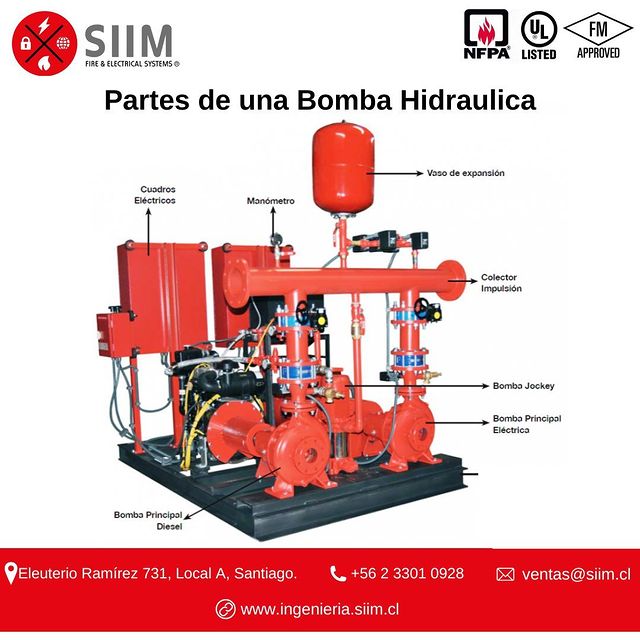 SIIM
FIRE & ELECTRICAL SYSTEMS ®
NFPA®
UL
LISTED
FM
APPROVED
Partes de una Bomba Hidraulica
Vaso de expansión
Cuadros
Eléctricos
Manómetro
Colector
Impulsión
Bomba Jockey
Bomba Principal
Eléctrica
Bomba Principal
Diesel
Eleuterio Ramírez 731, Local A, Santiago.
+56 2 3301 0928
ventas@siim.cl
www.ingenieria.siim.cl